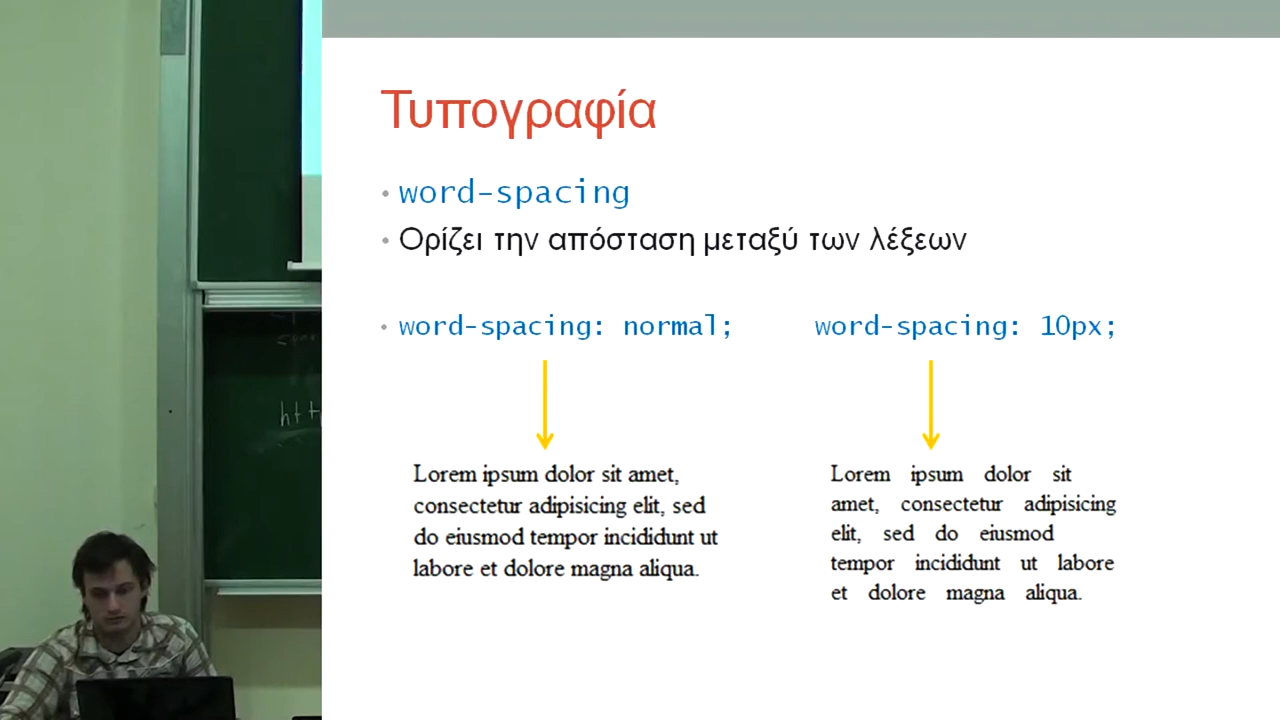 Τυπογραφία
• word-spacing
• Ορίζει την απόσταση μεταξύ των λέξεων
• word-spacing: normal; word-spacing: 10px;
Lorem ipsum dolor sit amet,
consectetur adipisicing elit, sed
do eiusmod tempor incididunt ut
labore et dolore magna aliqua.
Lorem ipsum dolor sit
amet, consectetur adipisicing
elit, sed do eiusmod
tempor incididunt ut labore
et dolore magna aliqua.